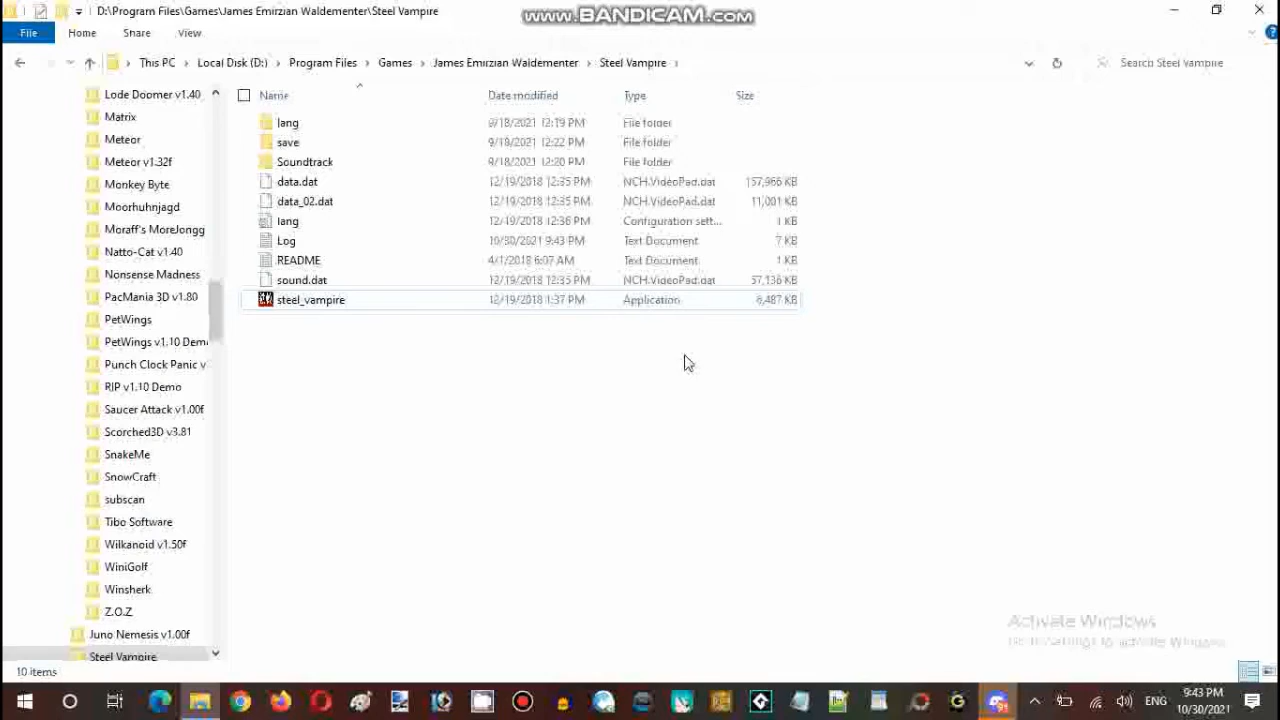 D:\Program Files\Games\James Emirzian Waldementer\Steel Vampire
www.BANDICAM.com
File Home Share View
This PC Local Disk (D:) Program Files Games James Emirzian Waldementer Steel Vampire Search Steel Vampire
Name Date modified Type Size
lang 9/18/2021 12:19 PM File folder
save 9/18/2021 12:22 PM File folder
Soundtrack 9/18/2021 12:20 PM File folder
data.dat 12/19/2018 12:35 PM NCH.VideoPad.dat 157,966 KB
data_02.dat 12/19/2018 12:35 PM NCH.VideoPad.dat 11,001 KB
lang 12/19/2018 12:36 PM Configuration sett... 1 KB
Log 10/30/2021 9:43 PM Text Document 7 KB
README 4/1/2018 6:07 AM Text Document 1 KB
sound.dat 12/19/2018 12:35 PM NCH.VideoPad.dat 57,136 KB
steel_vampire 12/19/2018 1:37 PM Application 8,487 KB
Lode Doomer v1.40
Matrix
Meteor
Meteor v1.32f
Monkey Byte
Moorhuhnjagd
Moraff's MoreJongg
Natto-Cat v1.40
Nonsense Madness
PacMania 3D v1.80
PetWings
PetWings v1.10 Dem
Punch Clock Panic v
RIP v1.10 Demo
Saucer Attack v1.00f
Scorched3D v3.81
SnakeMe
SnowCraft
subscan
Tibo Software
Wilkanoid v1.50f
WiniGolf
Winsherk
Z.O.Z
Juno Nemesis v1.00f
Steel Vampire
Activate Windows
Go to Settings to activate Windows.
10 items
ENG 9:43 PM
10/30/2021